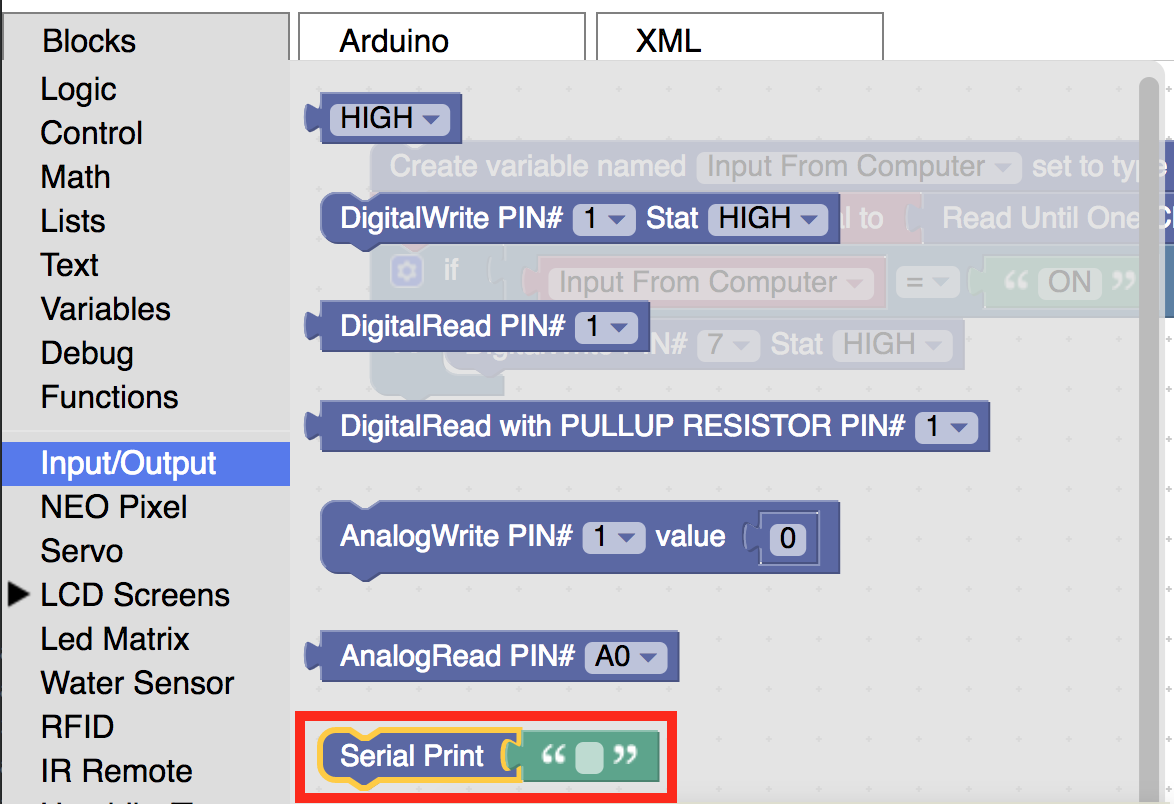 Blocks
Arduino
XML
Logic
Control
Math
Lists
Text
Variables
Debug
Functions
Input/Output
NEO Pixel
Servo
LCD Screens
Led Matrix
Water Sensor
RFID
IR Remote
HIGH
Create variable named Input From Computer set to type
DigitalWrite PIN# 1 Stat HIGH
to Read Until One
if Input From Computer = “ ON ”
DigitalRead PIN# 1
PIN# 7 Stat HIGH
DigitalRead with PULLUP RESISTOR PIN# 1
AnalogWrite PIN# 1 value 0
AnalogRead PIN# A0
Serial Print “ ”